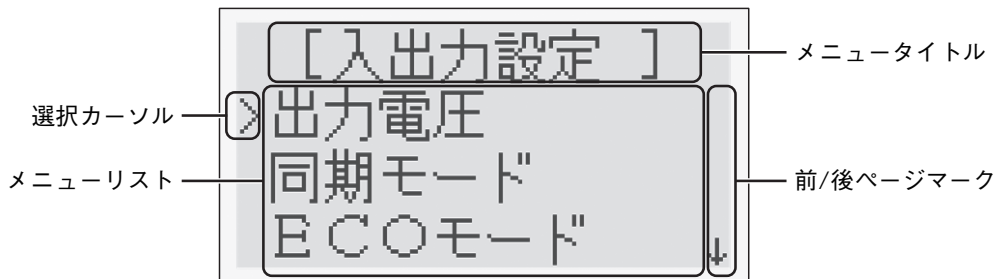 [入出力設定 ]
メニュータイトル
選択カーソル
>出力電圧
メニューリスト
同期モード
前/後ページマーク
ECOモード
↓